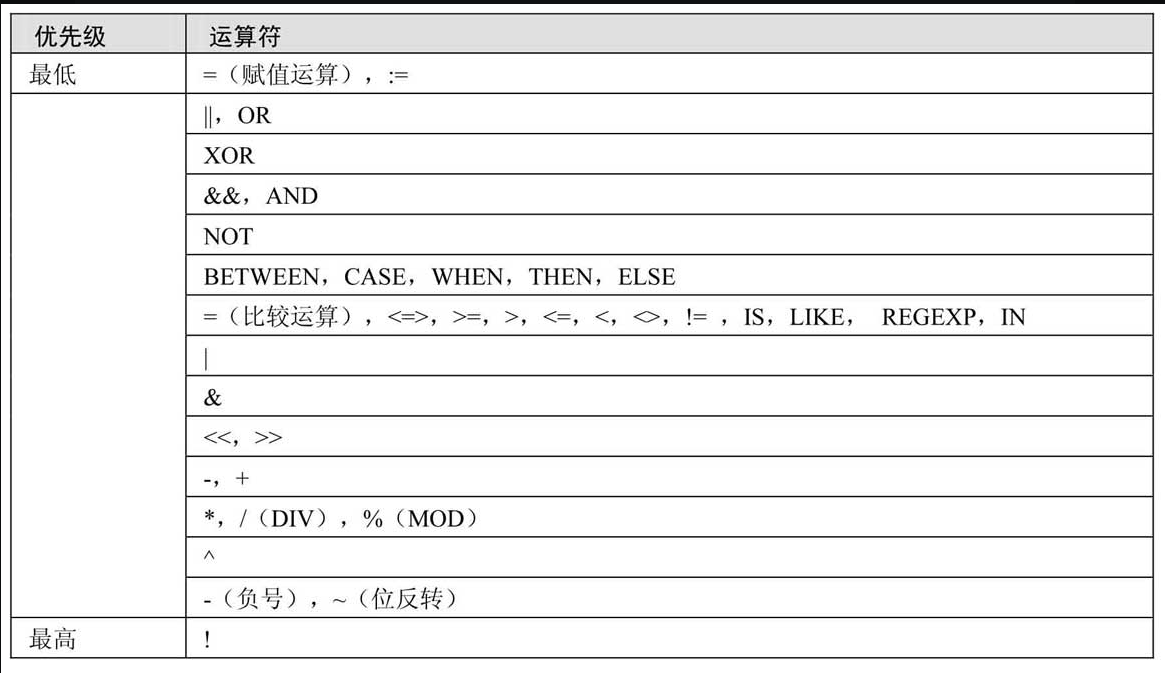 优先级 运算符
最低 =（赋值运算），:=
||，OR
XOR
&&，AND
NOT
BETWEEN，CASE，WHEN，THEN，ELSE
=（比较运算），<=>，>=，>，<=，<，<>，!= ，IS，LIKE， REGEXP，IN
|
&
<<，>>
-，+
*，/（DIV），%（MOD）
^
-（负号），~（位反转）
最高 !